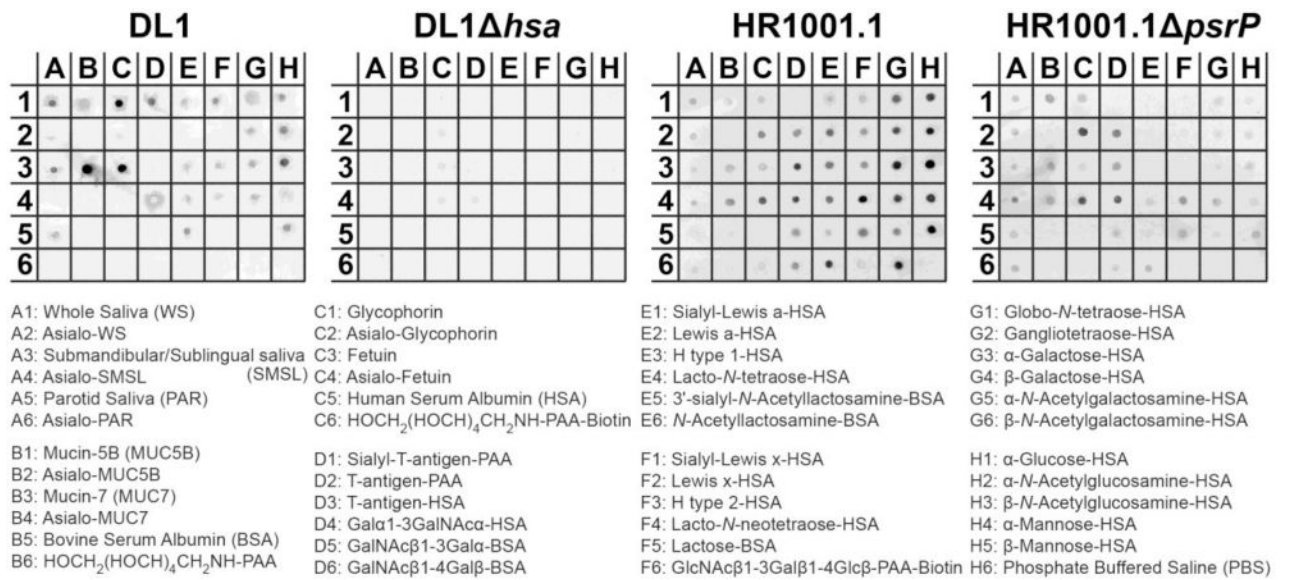 DL1 DL1Δhsa HR1001.1 HR1001.1ΔpsrP
A B C D E F G H A B C D E F G H A B C D E F G H A B C D E F G H
1 1 1 1
2 2 2 2
3 3 3 3
4 4 4 4
5 5 5 5
6 6 6 6
A1: Whole Saliva (WS)
A2: Asialo-WS
A3: Submandibular/Sublingual saliva
(SMSL)
A4: Asialo-SMSL
A5: Parotid Saliva (PAR)
A6: Asialo-PAR
B1: Mucin-5B (MUC5B)
B2: Asialo-MUC5B
B3: Mucin-7 (MUC7)
B4: Asialo-MUC7
B5: Bovine Serum Albumin (BSA)
B6: HOCH₂(HOCH)₄CH₂NH-PAA
C1: Glycophorin
C2: Asialo-Glycophorin
C3: Fetuin
C4: Asialo-Fetuin
C5: Human Serum Albumin (HSA)
C6: HOCH₂(HOCH)₄CH₂NH-PAA-Biotin
D1: Sialyl-T-antigen-PAA
D2: T-antigen-PAA
D3: T-antigen-HSA
D4: Galα1-3GalNAcα-HSA
D5: GalNAcβ1-3Galα-BSA
D6: GalNAcβ1-4Galβ-BSA
E1: Sialyl-Lewis a-HSA
E2: Lewis a-HSA
E3: H type 1-HSA
E4: Lacto-N-tetraose-HSA
E5: 3'-sialyl-N-Acetyllactosamine-BSA
E6: N-Acetyllactosamine-BSA
F1: Sialyl-Lewis x-HSA
F2: Lewis x-HSA
F3: H type 2-HSA
F4: Lacto-N-neotetraose-HSA
F5: Lactose-BSA
F6: GlcNAcβ1-3Galβ1-4Glcβ-PAA-Biotin
G1: Globo-N-tetraose-HSA
G2: Gangliotetraose-HSA
G3: α-Galactose-HSA
G4: β-Galactose-HSA
G5: α-N-Acetylgalactosamine-HSA
G6: β-N-Acetylgalactosamine-HSA
H1: α-Glucose-HSA
H2: α-N-Acetylglucosamine-HSA
H3: β-N-Acetylglucosamine-HSA
H4: α-Mannose-HSA
H5: β-Mannose-HSA
H6: Phosphate Buffered Saline (PBS)